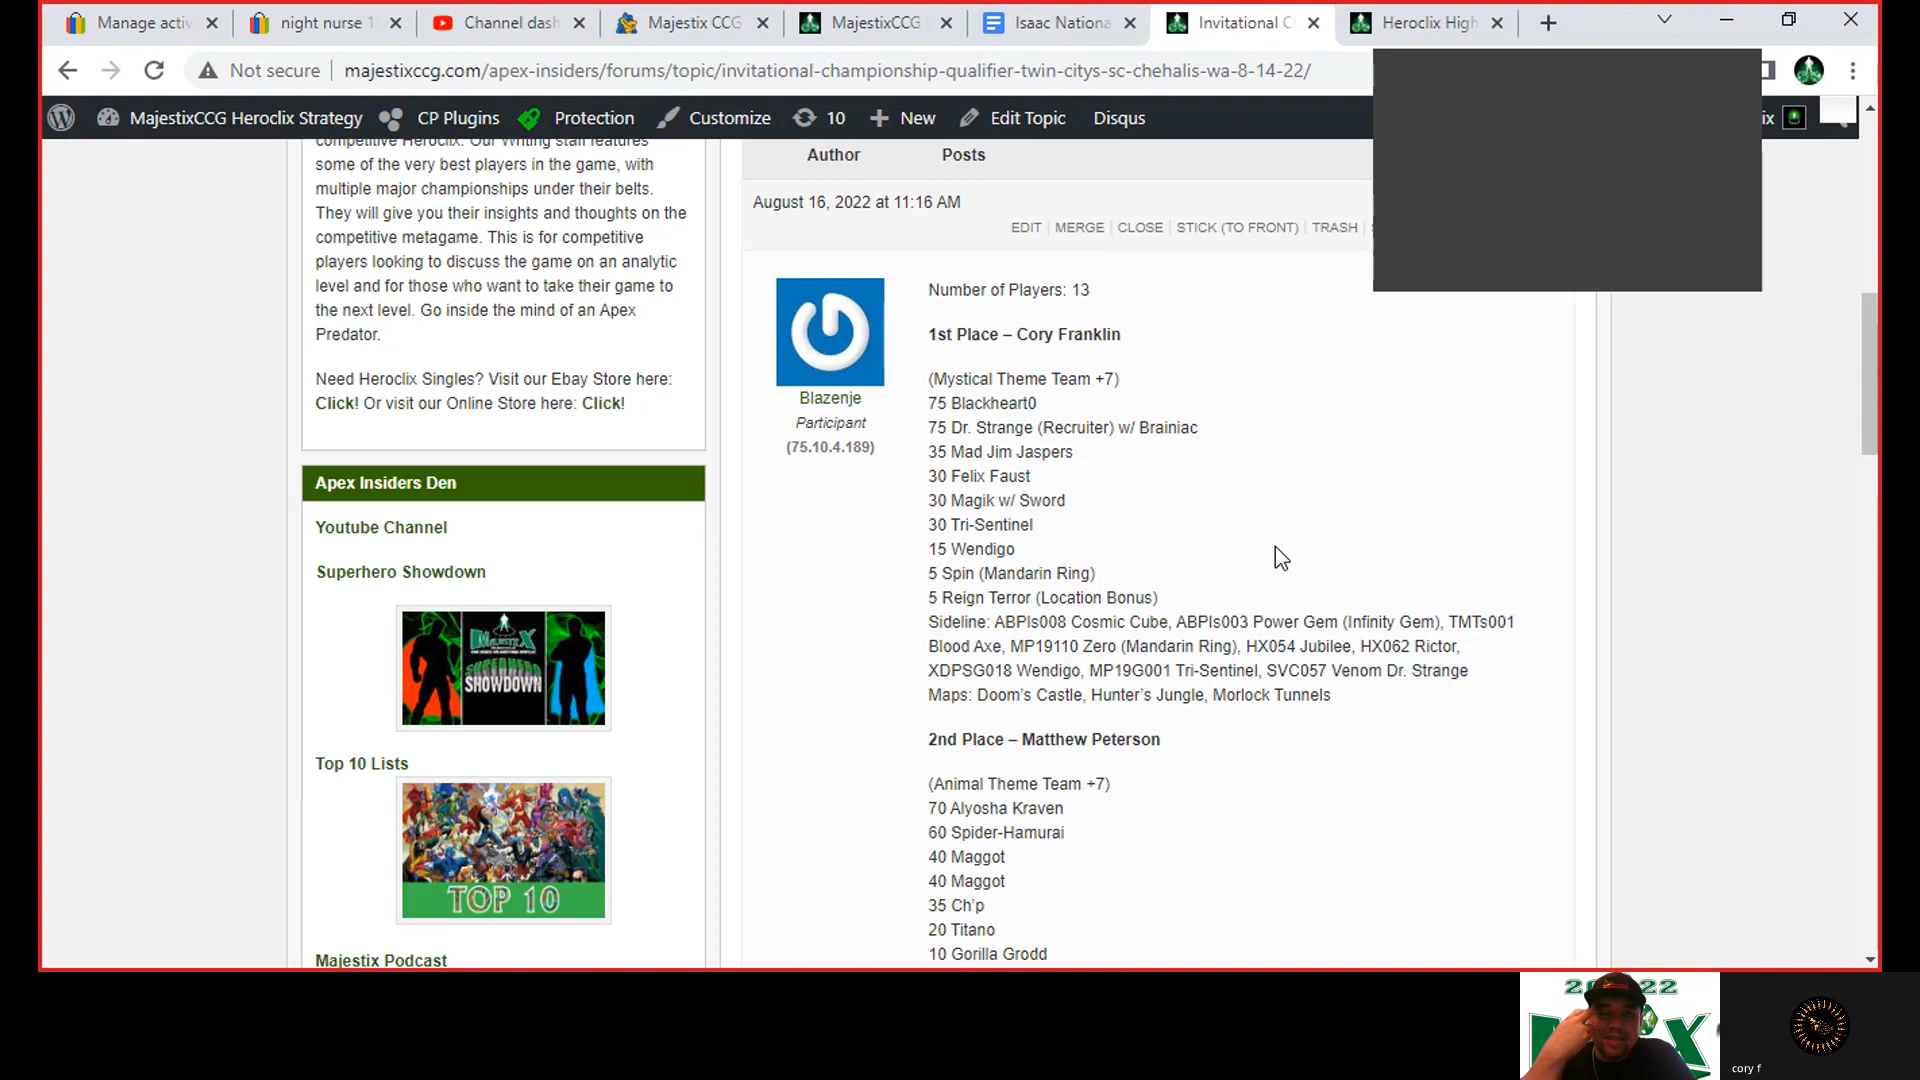 Manage activ
night nurse 1
Channel dash
Majestix CCG
MajestixCCG
Isaac Nationa
Invitational C
Heroclix High
Not secure
majestixccg.com/apex-insiders/forums/topic/invitational-championship-qualifier-twin-citys-sc-chehalis-wa-8-14-22/
MajestixCCG Heroclix Strategy
CP Plugins
Protection
Customize
10
New
Edit Topic
Disqus
ix
competitive Heroclix. Our writing staff features
some of the very best players in the game, with
multiple major championships under their belts.
They will give you their insights and thoughts on the
competitive metagame. This is for competitive
players looking to discuss the game on an analytic
level and for those who want to take their game to
the next level. Go inside the mind of an Apex
Predator.
Need Heroclix Singles? Visit our Ebay Store here:
Click! Or visit our Online Store here: Click!
Apex Insiders Den
Youtube Channel
Superhero Showdown
MAJESTIX
SUPERHERO
SHOWDOWN
Top 10 Lists
TOP 10
Majestix Podcast
Author
Posts
August 16, 2022 at 11:16 AM
EDIT | MERGE | CLOSE | STICK (TO FRONT) | TRASH |
Blazenje
Participant
(75.10.4.189)
Number of Players: 13
1st Place – Cory Franklin
(Mystical Theme Team +7)
75 Blackheart0
75 Dr. Strange (Recruiter) w/ Brainiac
35 Mad Jim Jaspers
30 Felix Faust
30 Magik w/ Sword
30 Tri-Sentinel
15 Wendigo
5 Spin (Mandarin Ring)
5 Reign Terror (Location Bonus)
Sideline: ABPIs008 Cosmic Cube, ABPIs003 Power Gem (Infinity Gem), TMTs001
Blood Axe, MP19110 Zero (Mandarin Ring), HX054 Jubilee, HX062 Rictor,
XDPSG018 Wendigo, MP19G001 Tri-Sentinel, SVC057 Venom Dr. Strange
Maps: Doom's Castle, Hunter's Jungle, Morlock Tunnels
2nd Place – Matthew Peterson
(Animal Theme Team +7)
70 Alyosha Kraven
60 Spider-Hamurai
40 Maggot
40 Maggot
35 Ch'p
20 Titano
10 Gorilla Grodd
cory f